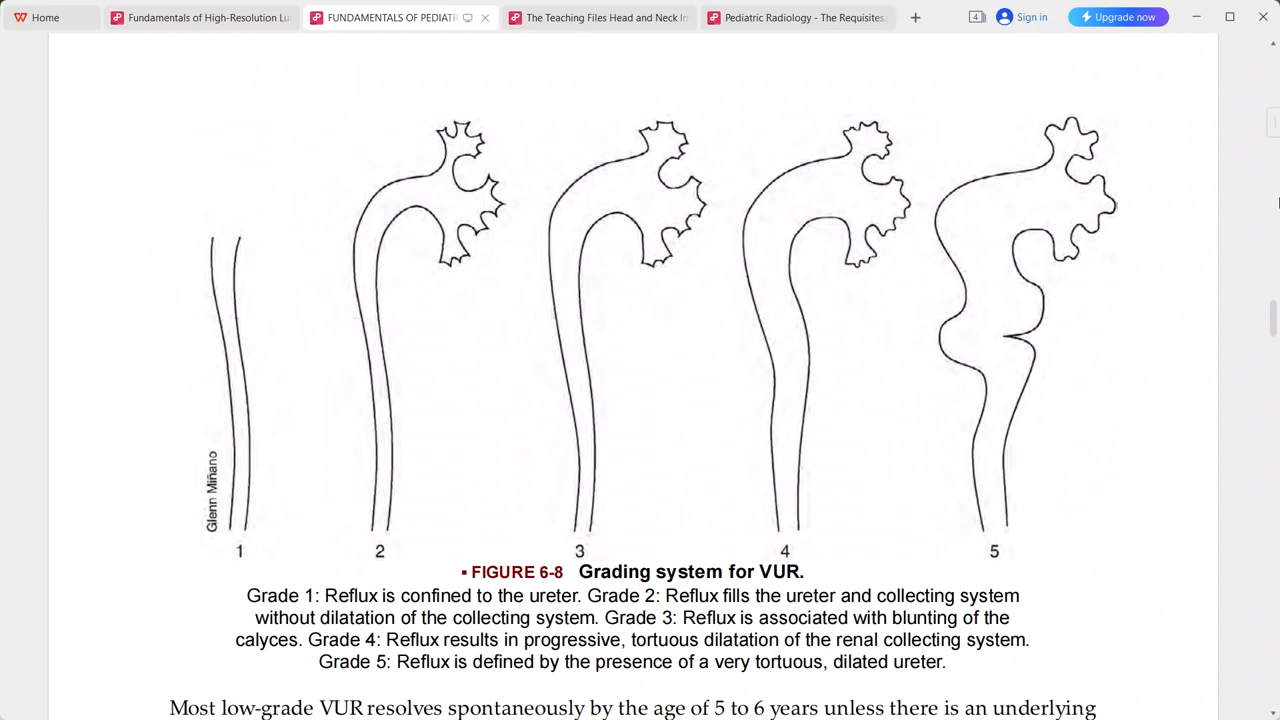 Home
Fundamentals of High-Resolution Lu
FUNDAMENTALS OF PEDIATR
The Teaching Files Head and Neck Im
Pediatric Radiology - The Requisites.
4
Sign in
Upgrade now
Glenn Miñano
1 2 3 4 5
▪ FIGURE 6-8 Grading system for VUR.
Grade 1: Reflux is confined to the ureter. Grade 2: Reflux fills the ureter and collecting system
without dilatation of the collecting system. Grade 3: Reflux is associated with blunting of the
calyces. Grade 4: Reflux results in progressive, tortuous dilatation of the renal collecting system.
Grade 5: Reflux is defined by the presence of a very tortuous, dilated ureter.
Most low-grade VUR resolves spontaneously by the age of 5 to 6 years unless there is an underlying